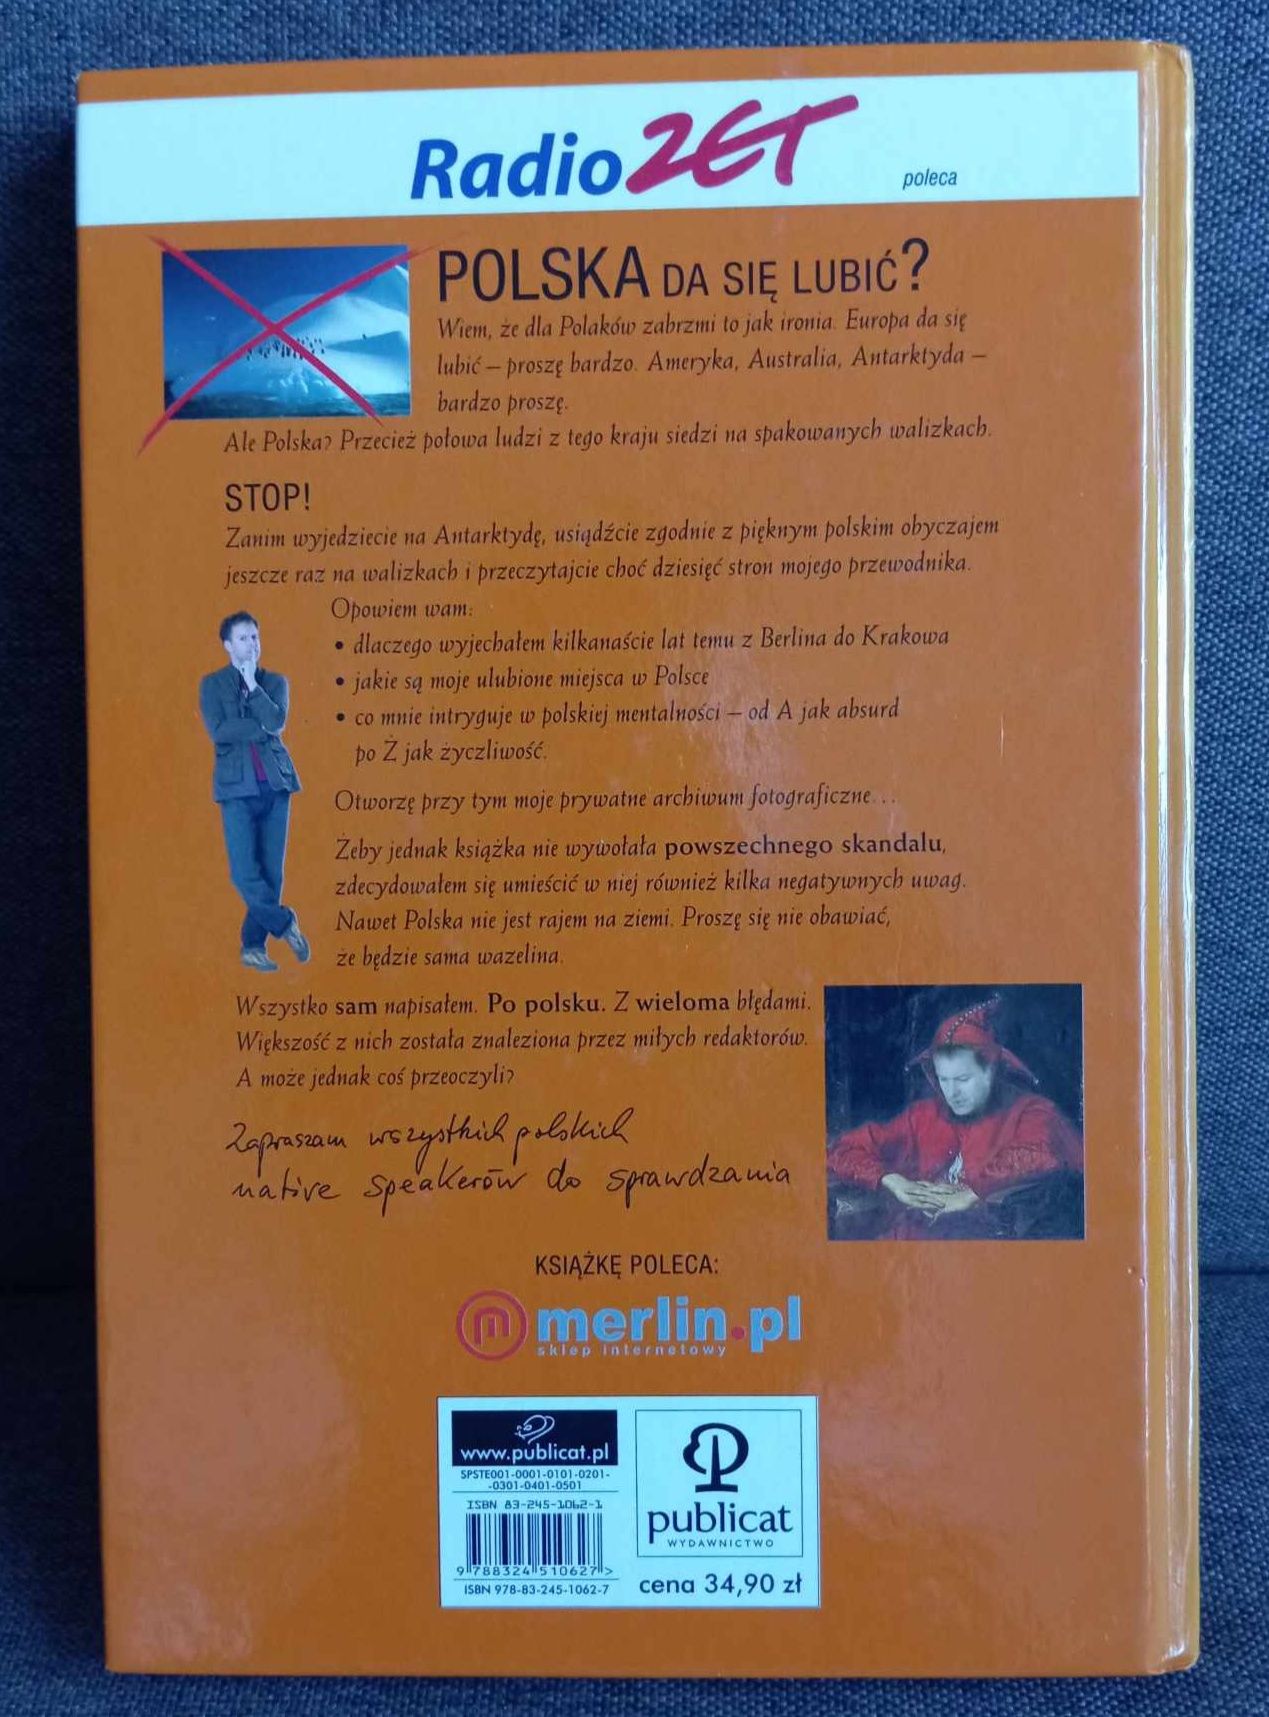 Radio ZET
poleca
POLSKA DA SIĘ LUBIĆ?
Wiem, że dla Polaków zabrzmi to jak ironia. Europa da się
lubić – proszę bardzo. Ameryka, Australia, Antarktyda –
bardzo proszę.
Ale Polska? Przecież połowa ludzi z tego kraju siedzi na spakowanych walizkach.
STOP!
Zanim wyjedziecie na Antarktydę, usiądźcie zgodnie z pięknym polskim obyczajem
jeszcze raz na walizkach i przeczytajcie choć dziesięć stron mojego przewodnika.
Opowiem wam:
• dlaczego wyjechałem kilkanaście lat temu z Berlina do Krakowa
• jakie są moje ulubione miejsca w Polsce
• co mnie intryguje w polskiej mentalności – od A jak absurd
po Ż jak życzliwość.
Otworzę przy tym moje prywatne archiwum fotograficzne...
Żeby jednak książka nie wywołała powszechnego skandalu,
zdecydowałem się umieścić w niej również kilka negatywnych uwag.
Nawet Polska nie jest rajem na ziemi. Proszę się nie obawiać,
że będzie sama wazelina.
Wszystko sam napisałem. Po polsku. Z wieloma błędami.
Większość z nich została znaleziona przez miłych redaktorów.
A może jednak coś przeoczyli?
Zapraszam wszystkich polskich
native speakerów do sprawdzania
KSIĄŻKĘ POLECA:
merlin.pl
sklep internetowy
www.publicat.pl
SPSTE001-0001-0101-0201-
-0301-0401-0501
ISBN 83-245-1062-1
9 788324 510627 >
ISBN 978-83-245-1062-7
publicat
WYDAWNICTWO
cena 34,90 zł